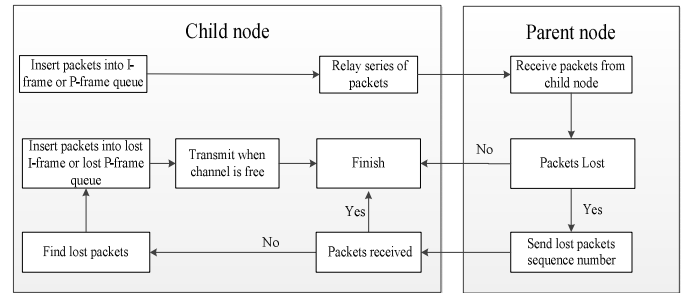 Child node
Parent node
Insert packets into I-
frame or P-frame queue
Relay series of
packets
Receive packets from
child node
Insert packets into lost
I-frame or lost P-frame
queue
Transmit when
channel is free
Finish
No
Packets Lost
Yes
Yes
Find lost packets
No
Packets received
Send lost packets
sequence number